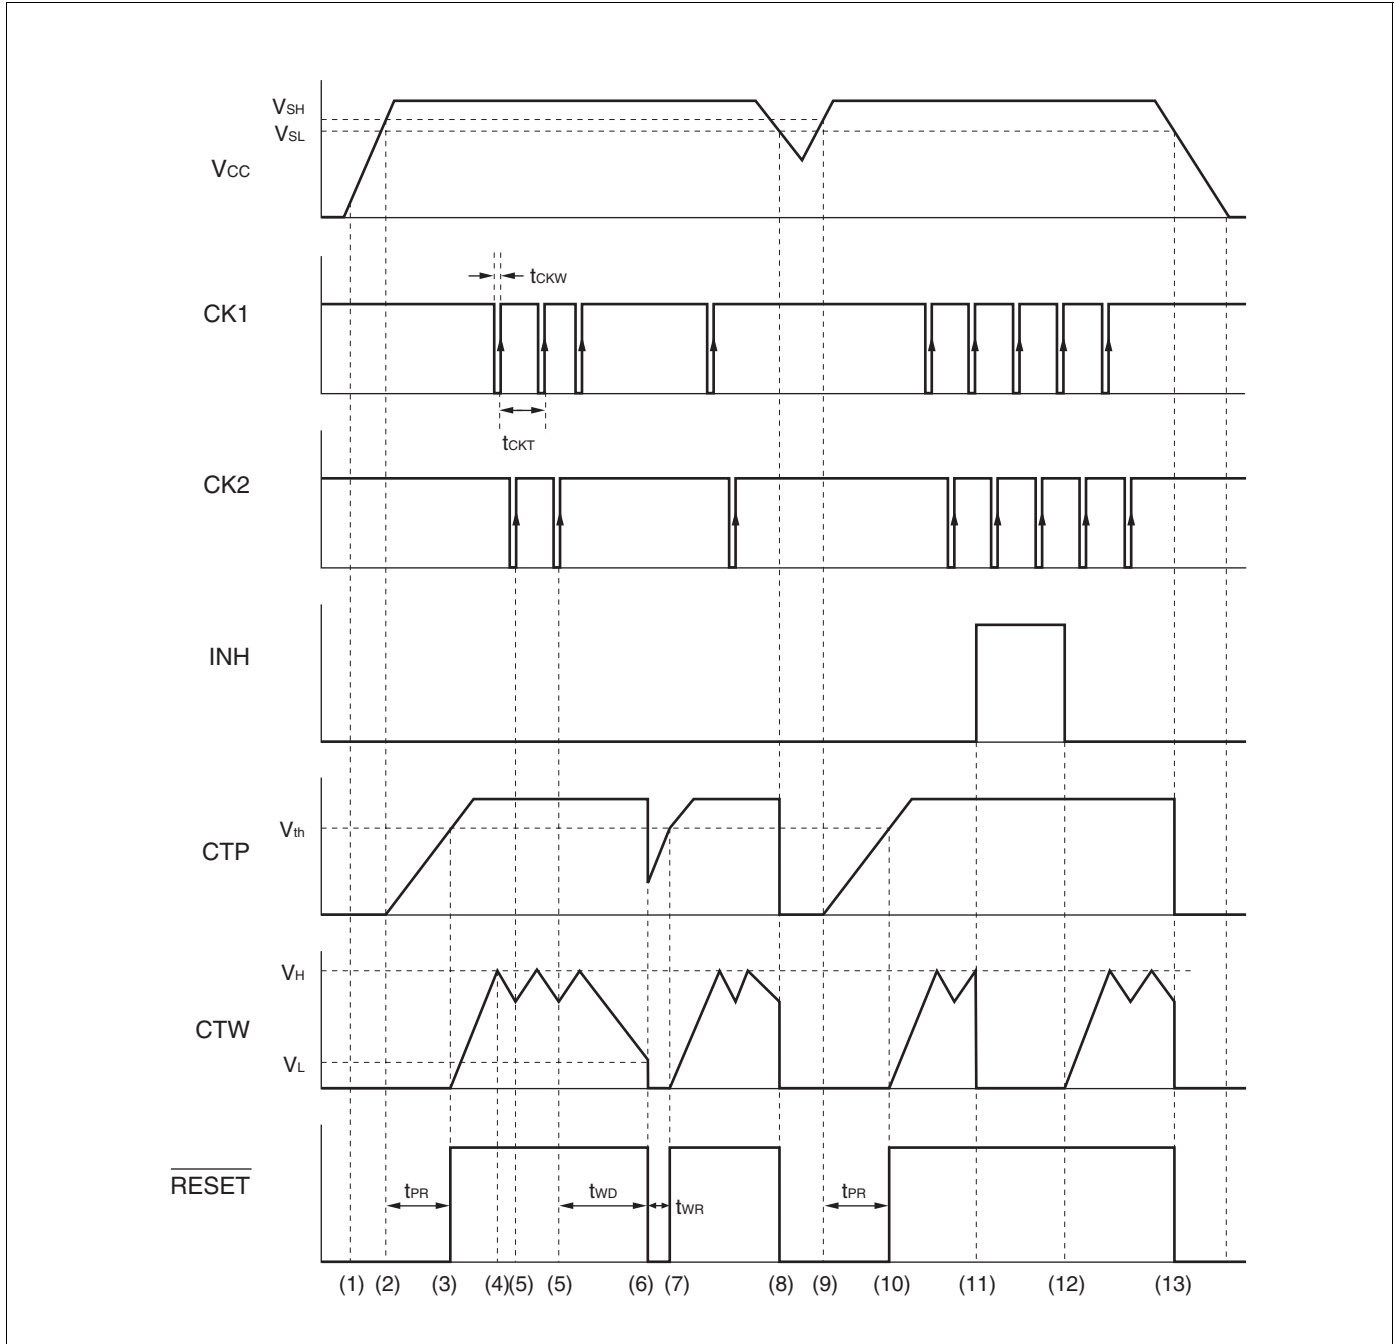 VSH
VSL
VCC
tCKW
CK1
tCKT
CK2
INH
Vth
CTP
VH
CTW
VL
RESET
tPR tWD tWR tPR
(1) (2) (3) (4)(5) (5) (6) (7) (8) (9) (10) (11) (12) (13)